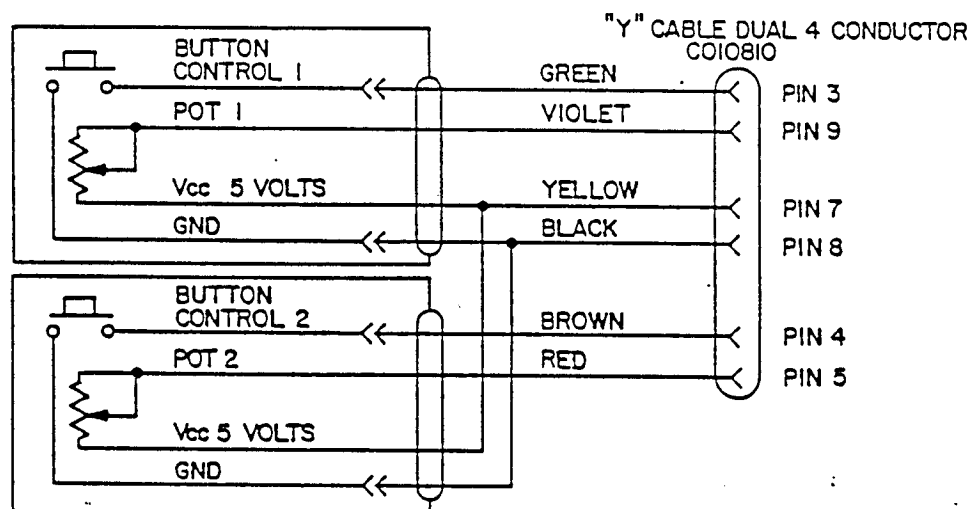 "Y" CABLE DUAL 4 CONDUCTOR
CO10810
BUTTON
CONTROL 1
GREEN
PIN 3
POT 1
VIOLET
PIN 9
Vcc 5 VOLTS
YELLOW
PIN 7
GND
BLACK
PIN 8
BUTTON
CONTROL 2
BROWN
PIN 4
POT 2
RED
PIN 5
Vcc 5 VOLTS
GND